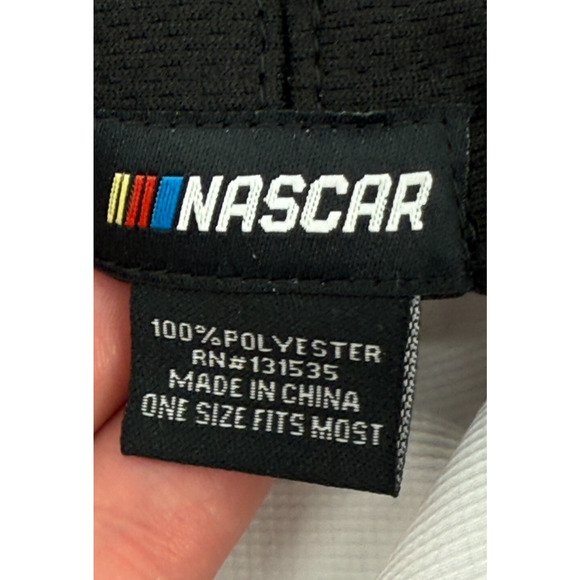 NASCAR
100%POLYESTER
RN#131535
MADE IN CHINA
ONE SIZE FITS MOST